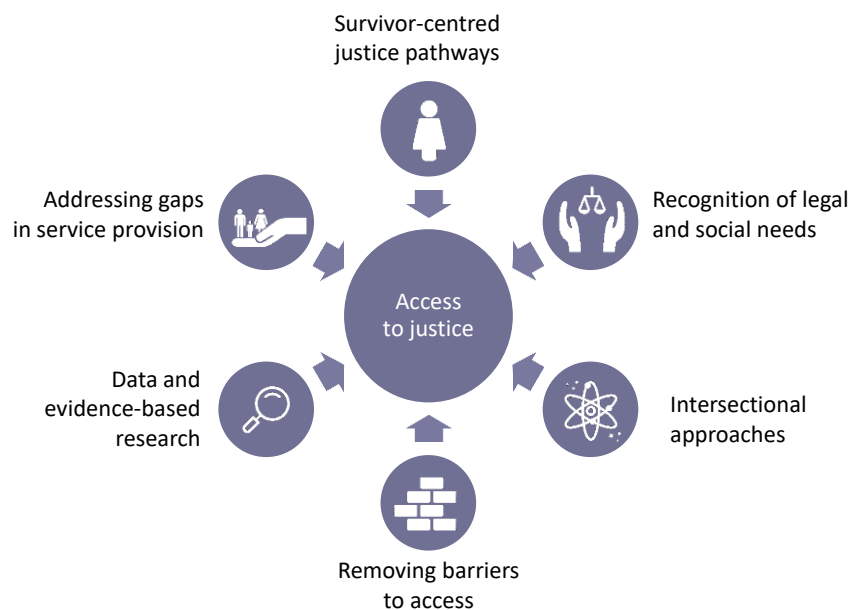 Survivor-centred
justice pathways
Addressing gaps
in service provision
Recognition of legal
and social needs
Access
to justice
Data and
evidence-based
research
Intersectional
approaches
Removing barriers
to access